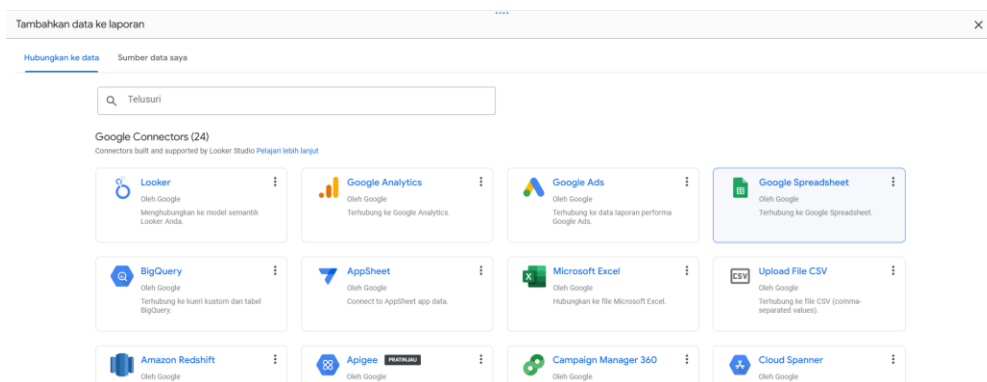 Tambahkan data ke laporan
Hubungkan ke data
Sumber data saya
Telusuri
Google Connectors (24)
Connectors built and supported by Looker Studio Pelajari lebih lanjut
Looker
Oleh Google
Menghubungkan ke model semantik
Looker Anda.
Google Analytics
Oleh Google
Terhubung ke Google Analytics.
Google Ads
Oleh Google
Terhubung ke data laporan performa
Google Ads.
Google Spreadsheet
Oleh Google
Terhubung ke Google Spreadsheet.
BigQuery
Oleh Google
Terhubung ke kueri kustom dan tabel
BigQuery.
AppSheet
Oleh Google
Connect to AppSheet app data.
Microsoft Excel
Oleh Google
Hubungkan ke file Microsoft Excel.
CSV
Upload File CSV
Oleh Google
Terhubung ke file CSV (comma-
separated values).
Amazon Redshift
Oleh Google
Apigee PRATINJAU
Oleh Google
Campaign Manager 360
Oleh Google
Cloud Spanner
Oleh Google